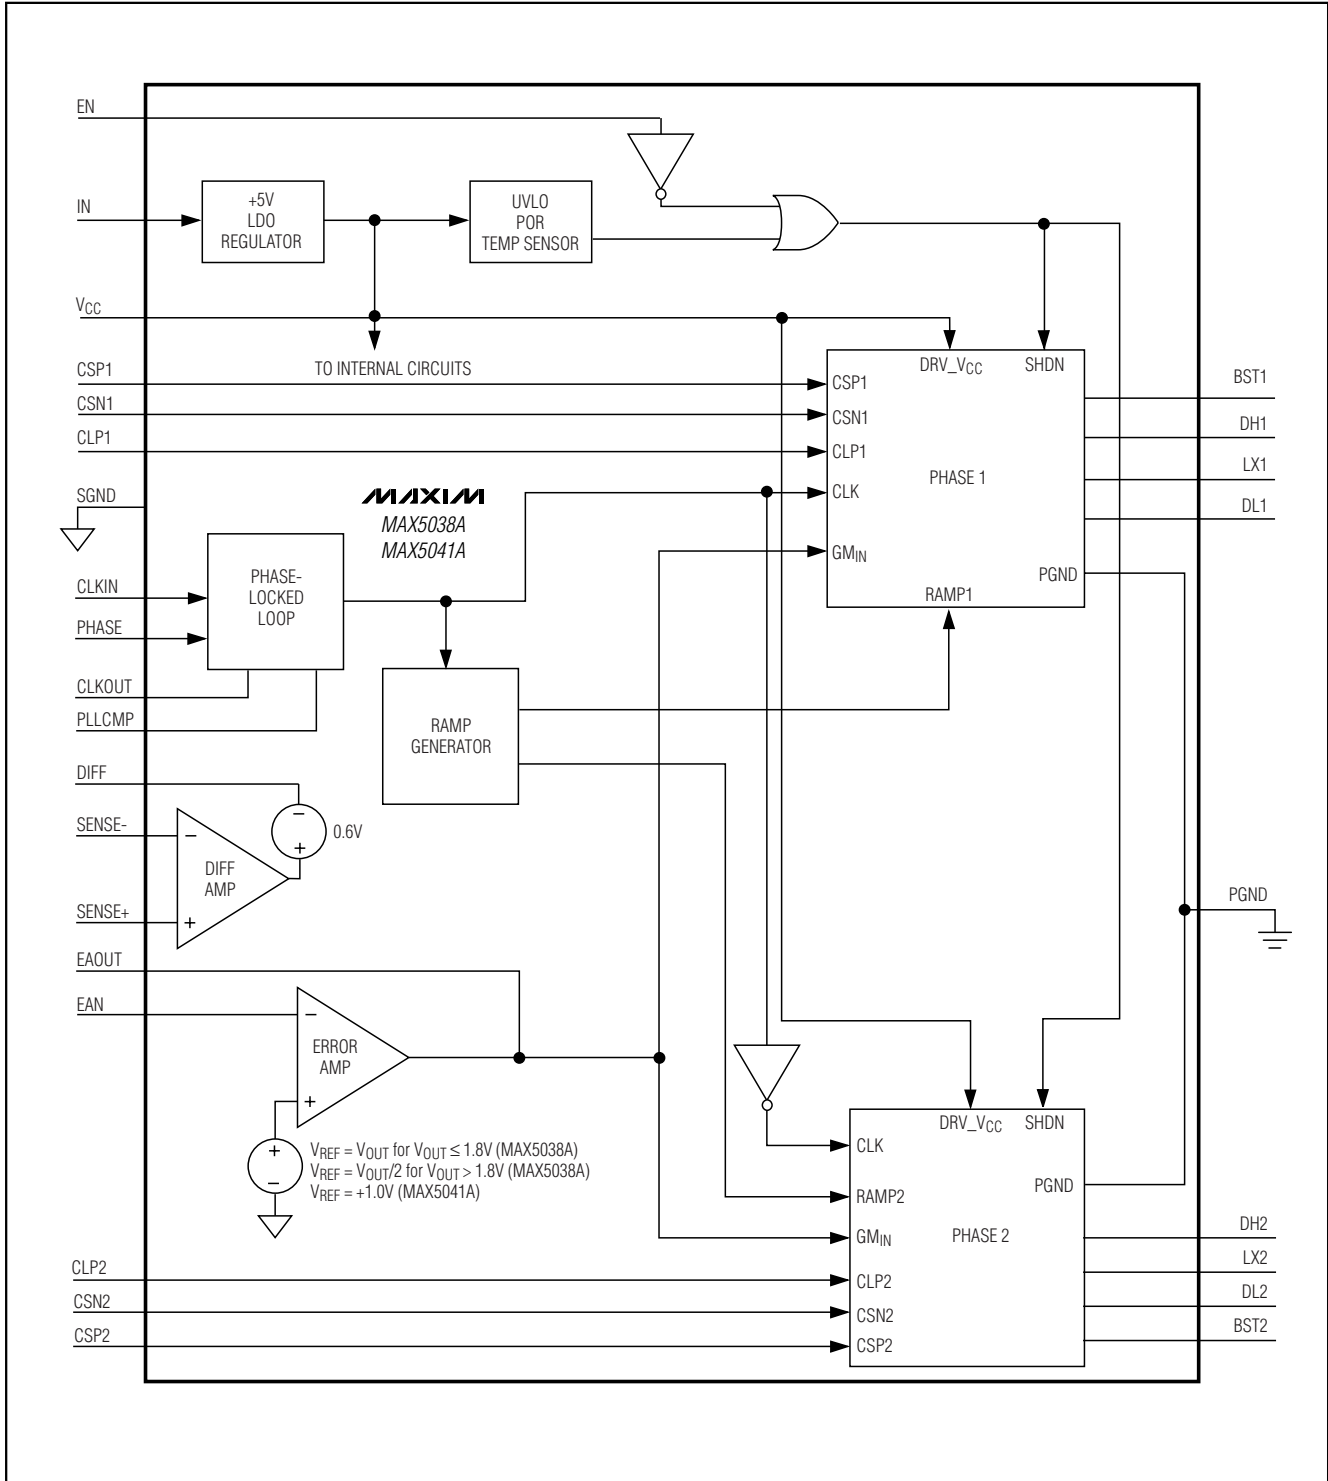 EN
IN
+5V
LDO
REGULATOR
UVLO
POR
TEMP SENSOR
VCC
TO INTERNAL CIRCUITS
CSP1
CSN1
CLP1
SGND
MAXIM
MAX5038A
MAX5041A
DRV_VCC
SHDN
CSP1
CSN1
CLP1
CLK
GMIN
PHASE 1
PGND
RAMP1
BST1
DH1
LX1
DL1
CLKIN
PHASE
CLKOUT
PLLCMP
PHASE-
LOCKED
LOOP
RAMP
GENERATOR
DIFF
SENSE-
SENSE+
−
+
DIFF
AMP
−
+
0.6V
PGND
EAOUT
EAN
−
+
ERROR
AMP
+
−
VREF = VOUT for VOUT ≤ 1.8V (MAX5038A)
VREF = VOUT/2 for VOUT > 1.8V (MAX5038A)
VREF = +1.0V (MAX5041A)
DRV_VCC
SHDN
CLK
RAMP2
GMIN
CLP2
CSN2
CSP2
PHASE 2
PGND
DH2
LX2
DL2
BST2
CLP2
CSN2
CSP2